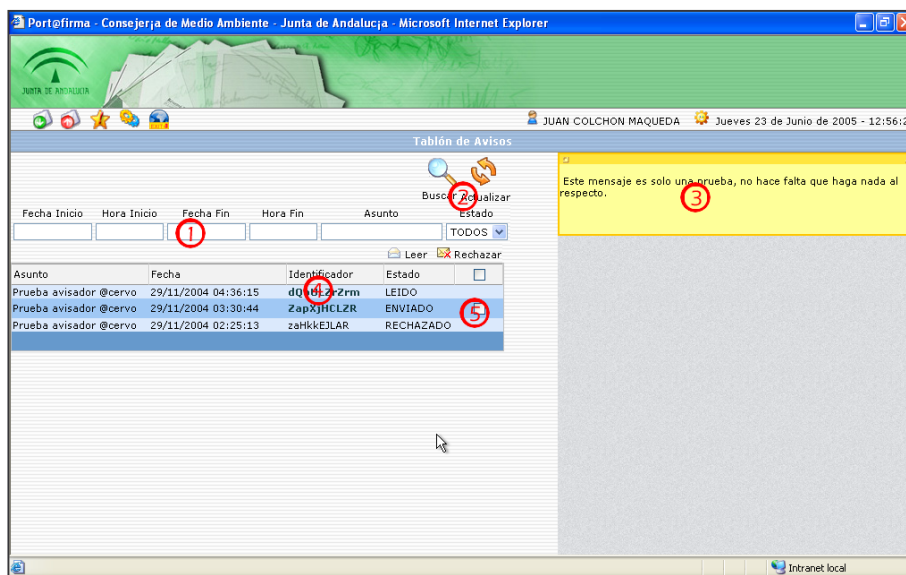 Port@firma - Consejer¡a de Medio Ambiente - Junta de Andaluc¡a - Microsoft Internet Explorer
JUNTA DE ANDALUCIA
JUAN COLCHON MAQUEDA Jueves 23 de Junio de 2005 - 12:56:2
Tablón de Avisos
Buscar Actualizar
Este mensaje es solo una prueba, no hace falta que haga nada al
respecto.
3
2
Fecha Inicio Hora Inicio Fecha Fin Hora Fin Asunto Estado
1
TODOS
Leer Rechazar
Asunto Fecha Identificador Estado
Prueba avisador @cervo 29/11/2004 04:36:15 LEIDO
4
Prueba avisador @cervo 29/11/2004 03:30:44 ZapXjHCLZR ENVIADO
5
Prueba avisador @cervo 29/11/2004 02:25:13 zaHkkEJLAR RECHAZADO
Intranet local